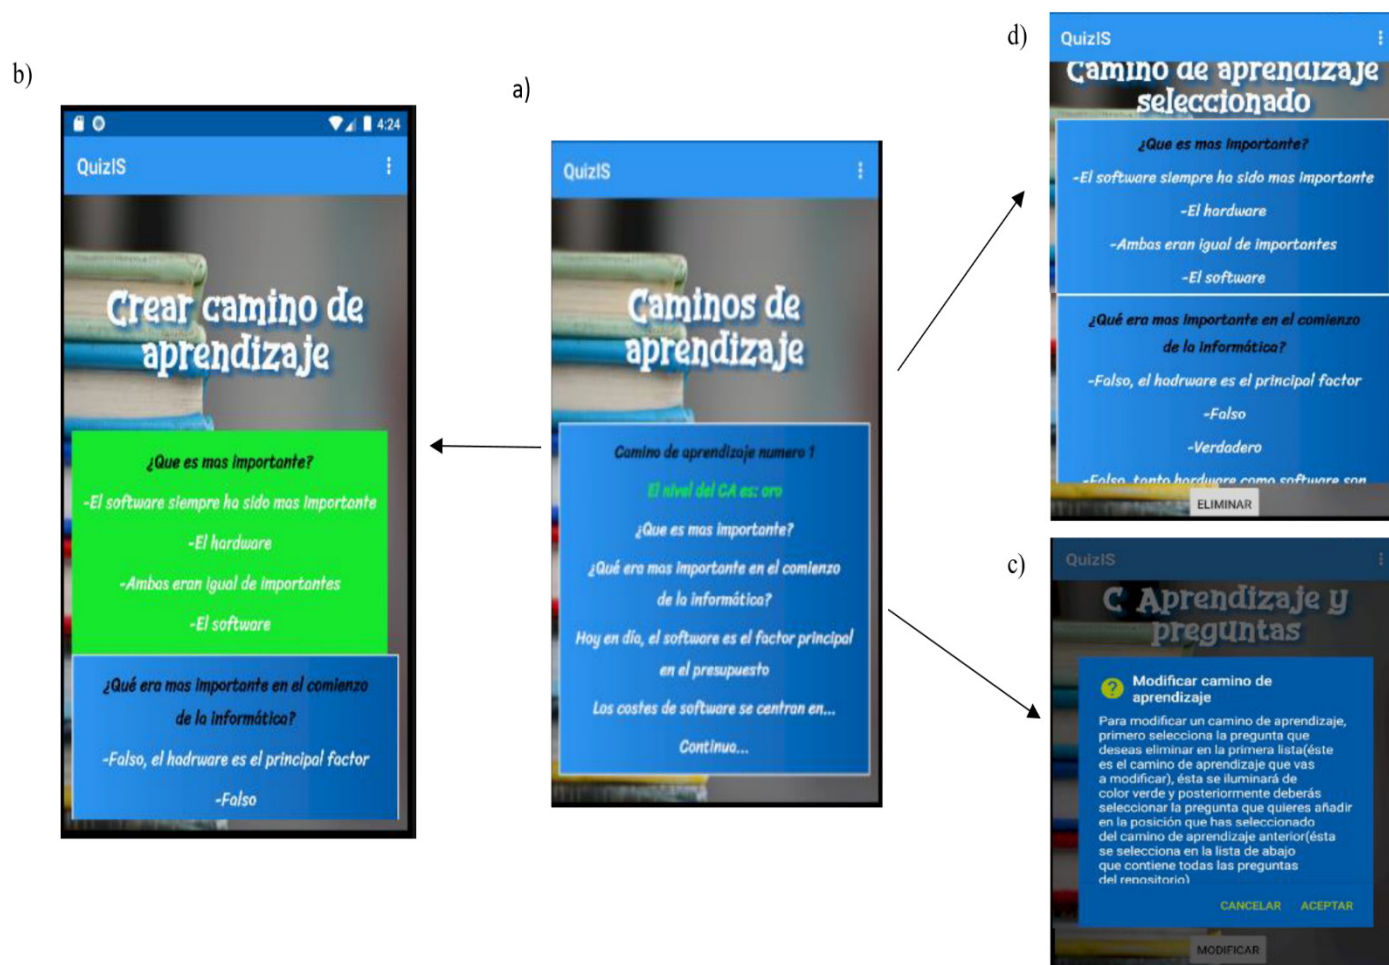 b)
4:24
QuizIS
Crear camino de
aprendizaje
¿Que es mas importante?
-El software siempre ha sido mas importante
-El hardware
-Ambas eran igual de importantes
-El software
¿Qué era mas importante en el comienzo
de la informática?
-Falso, el hadrware es el principal factor
-Falso
a)
QuizIS
Caminos de
aprendizaje
Camino de aprendizaje numero 1
El nivel del CA es: oro
¿Que es mas importante?
¿Qué era mas importante en el comienzo
de la informática?
Hoy en día, el software es el factor principal
en el presupuesto
Los costes de software se centran en...
Continua...
d)
QuizIS
Camino de aprendizaje
seleccionado
¿Que es mas importante?
-El software siempre ha sido mas importante
-El hardware
-Ambas eran igual de importantes
-El software
¿Qué era mas importante en el comienzo
de la informática?
-Falso, el hadrware es el principal factor
-Falso
-Verdadero
-Falso, tanto hardware como software son
ELIMINAR
c)
QuizIS
C Aprendizaje y
preguntas
Modificar camino de
aprendizaje
Para modificar un camino de aprendizaje,
primero selecciona la pregunta que
deseas eliminar en la primera lista(éste
es el camino de aprendizaje que vas
a modificar), ésta se iluminará de
color verde y posteriormente deberás
seleccionar la pregunta que quieres añadir
en la posición que has seleccionado
del camino de aprendizaje anterior(ésta
se selecciona en la lista de abajo
que contiene todas las preguntas
del repositorio)
CANCELAR ACEPTAR
MODIFICAR